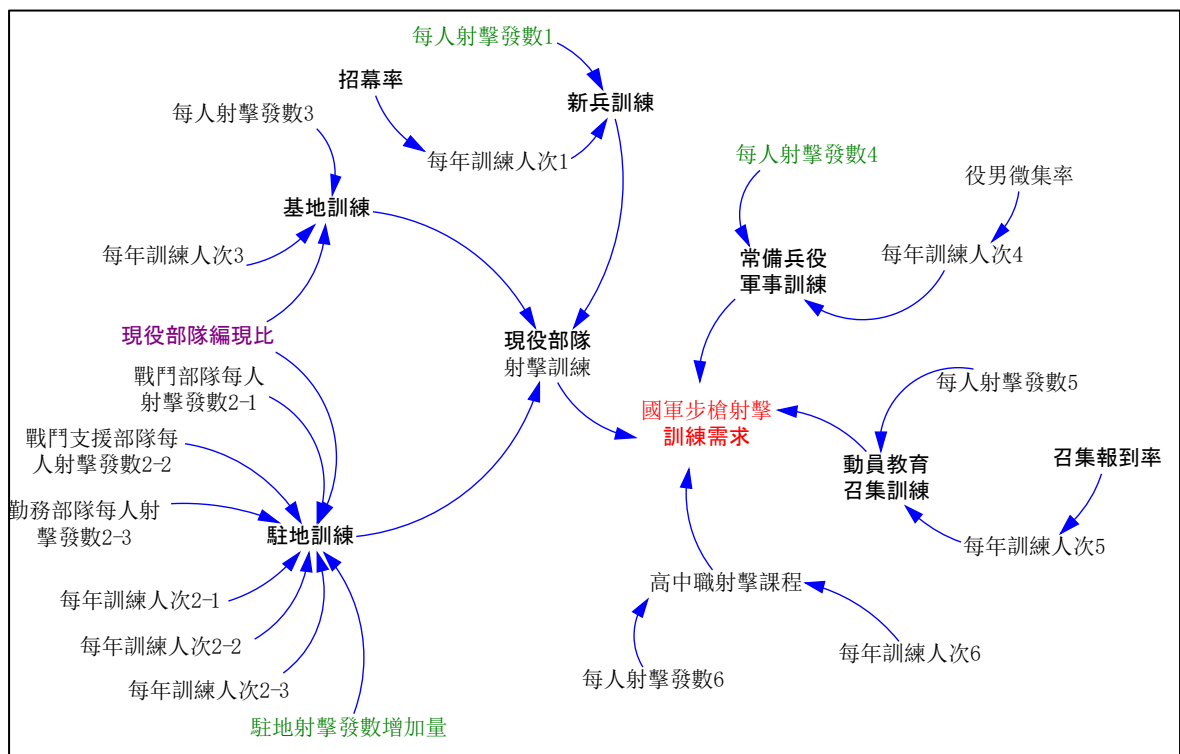 每人射擊發數1
招幕率
新兵訓練
每人射擊發數3
每年訓練人次1
每人射擊發數4
役男徵集率
基地訓練
每年訓練人次3
常備兵役
軍事訓練
每年訓練人次4
現役部隊編現比
現役部隊
射擊訓練
戰鬥部隊每人
射擊發數2-1
每人射擊發數5
國軍步槍射擊
訓練需求
戰鬥支援部隊每
人射擊發數2-2
動員教育
召集訓練
召集報到率
勤務部隊每人射
擊發數2-3
駐地訓練
每年訓練人次5
高中職射擊課程
每年訓練人次2-1
每年訓練人次2-2
每年訓練人次6
每人射擊發數6
每年訓練人次2-3
駐地射擊發數增加量